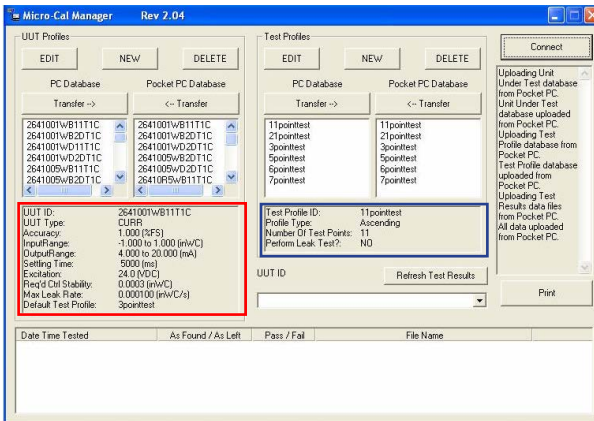 Micro-Cal Manager Rev 2.04
UUT Profiles
EDIT NEW DELETE
PC Database Pocket PC Database
Transfer --> <-- Transfer
2641001WB11T1C
2641001WB2DT1C
2641001WD11T1C
2641001WD2DT1C
2641005WB11T1C
2641005WB2DT1C
2641001WB11T1C
2641001WB2DT1C
2641001WD2DT1C
2641005WB11T1C
2641005WD2DT1C
26410R5WB11T1C
UUT ID: 2641001WB11T1C
UUT Type: CURR
Accuracy: 1.000 (%FS)
InputRange: -1.000 to 1.000 (inWC)
OutputRange: 4.000 to 20.000 (mA)
Settling Time: 5000 (ms)
Excitation: 24.0 (VDC)
Req'd Ctrl Stability: 0.0003 (inWC)
Max Leak Rate: 0.000100 (inWC/s)
Default Test Profile: 3pointtest
Test Profiles
EDIT NEW DELETE
PC Database Pocket PC Database
Transfer --> <-- Transfer
11pointtest
21pointtest
3pointtest
5pointtest
6pointtest
7pointtest
11pointtest
21pointtest
3pointtest
5pointtest
6pointtest
7pointtest
Test Profile ID: 11pointtest
Profile Type: Ascending
Number Of Test Points: 11
Perform Leak Test?: NO
UUT ID
Refresh Test Results
Connect
Uploading Unit
Under Test database
from Pocket PC.
Unit Under Test
database uploaded
from Pocket PC.
Uploading Test
Profile database from
Pocket PC.
Test Profile database
uploaded from
Pocket PC.
Uploading Test
Results data files
from Pocket PC.
All data uploaded
from Pocket PC.
Print
Date Time Tested As Found / As Left Pass / Fail File Name